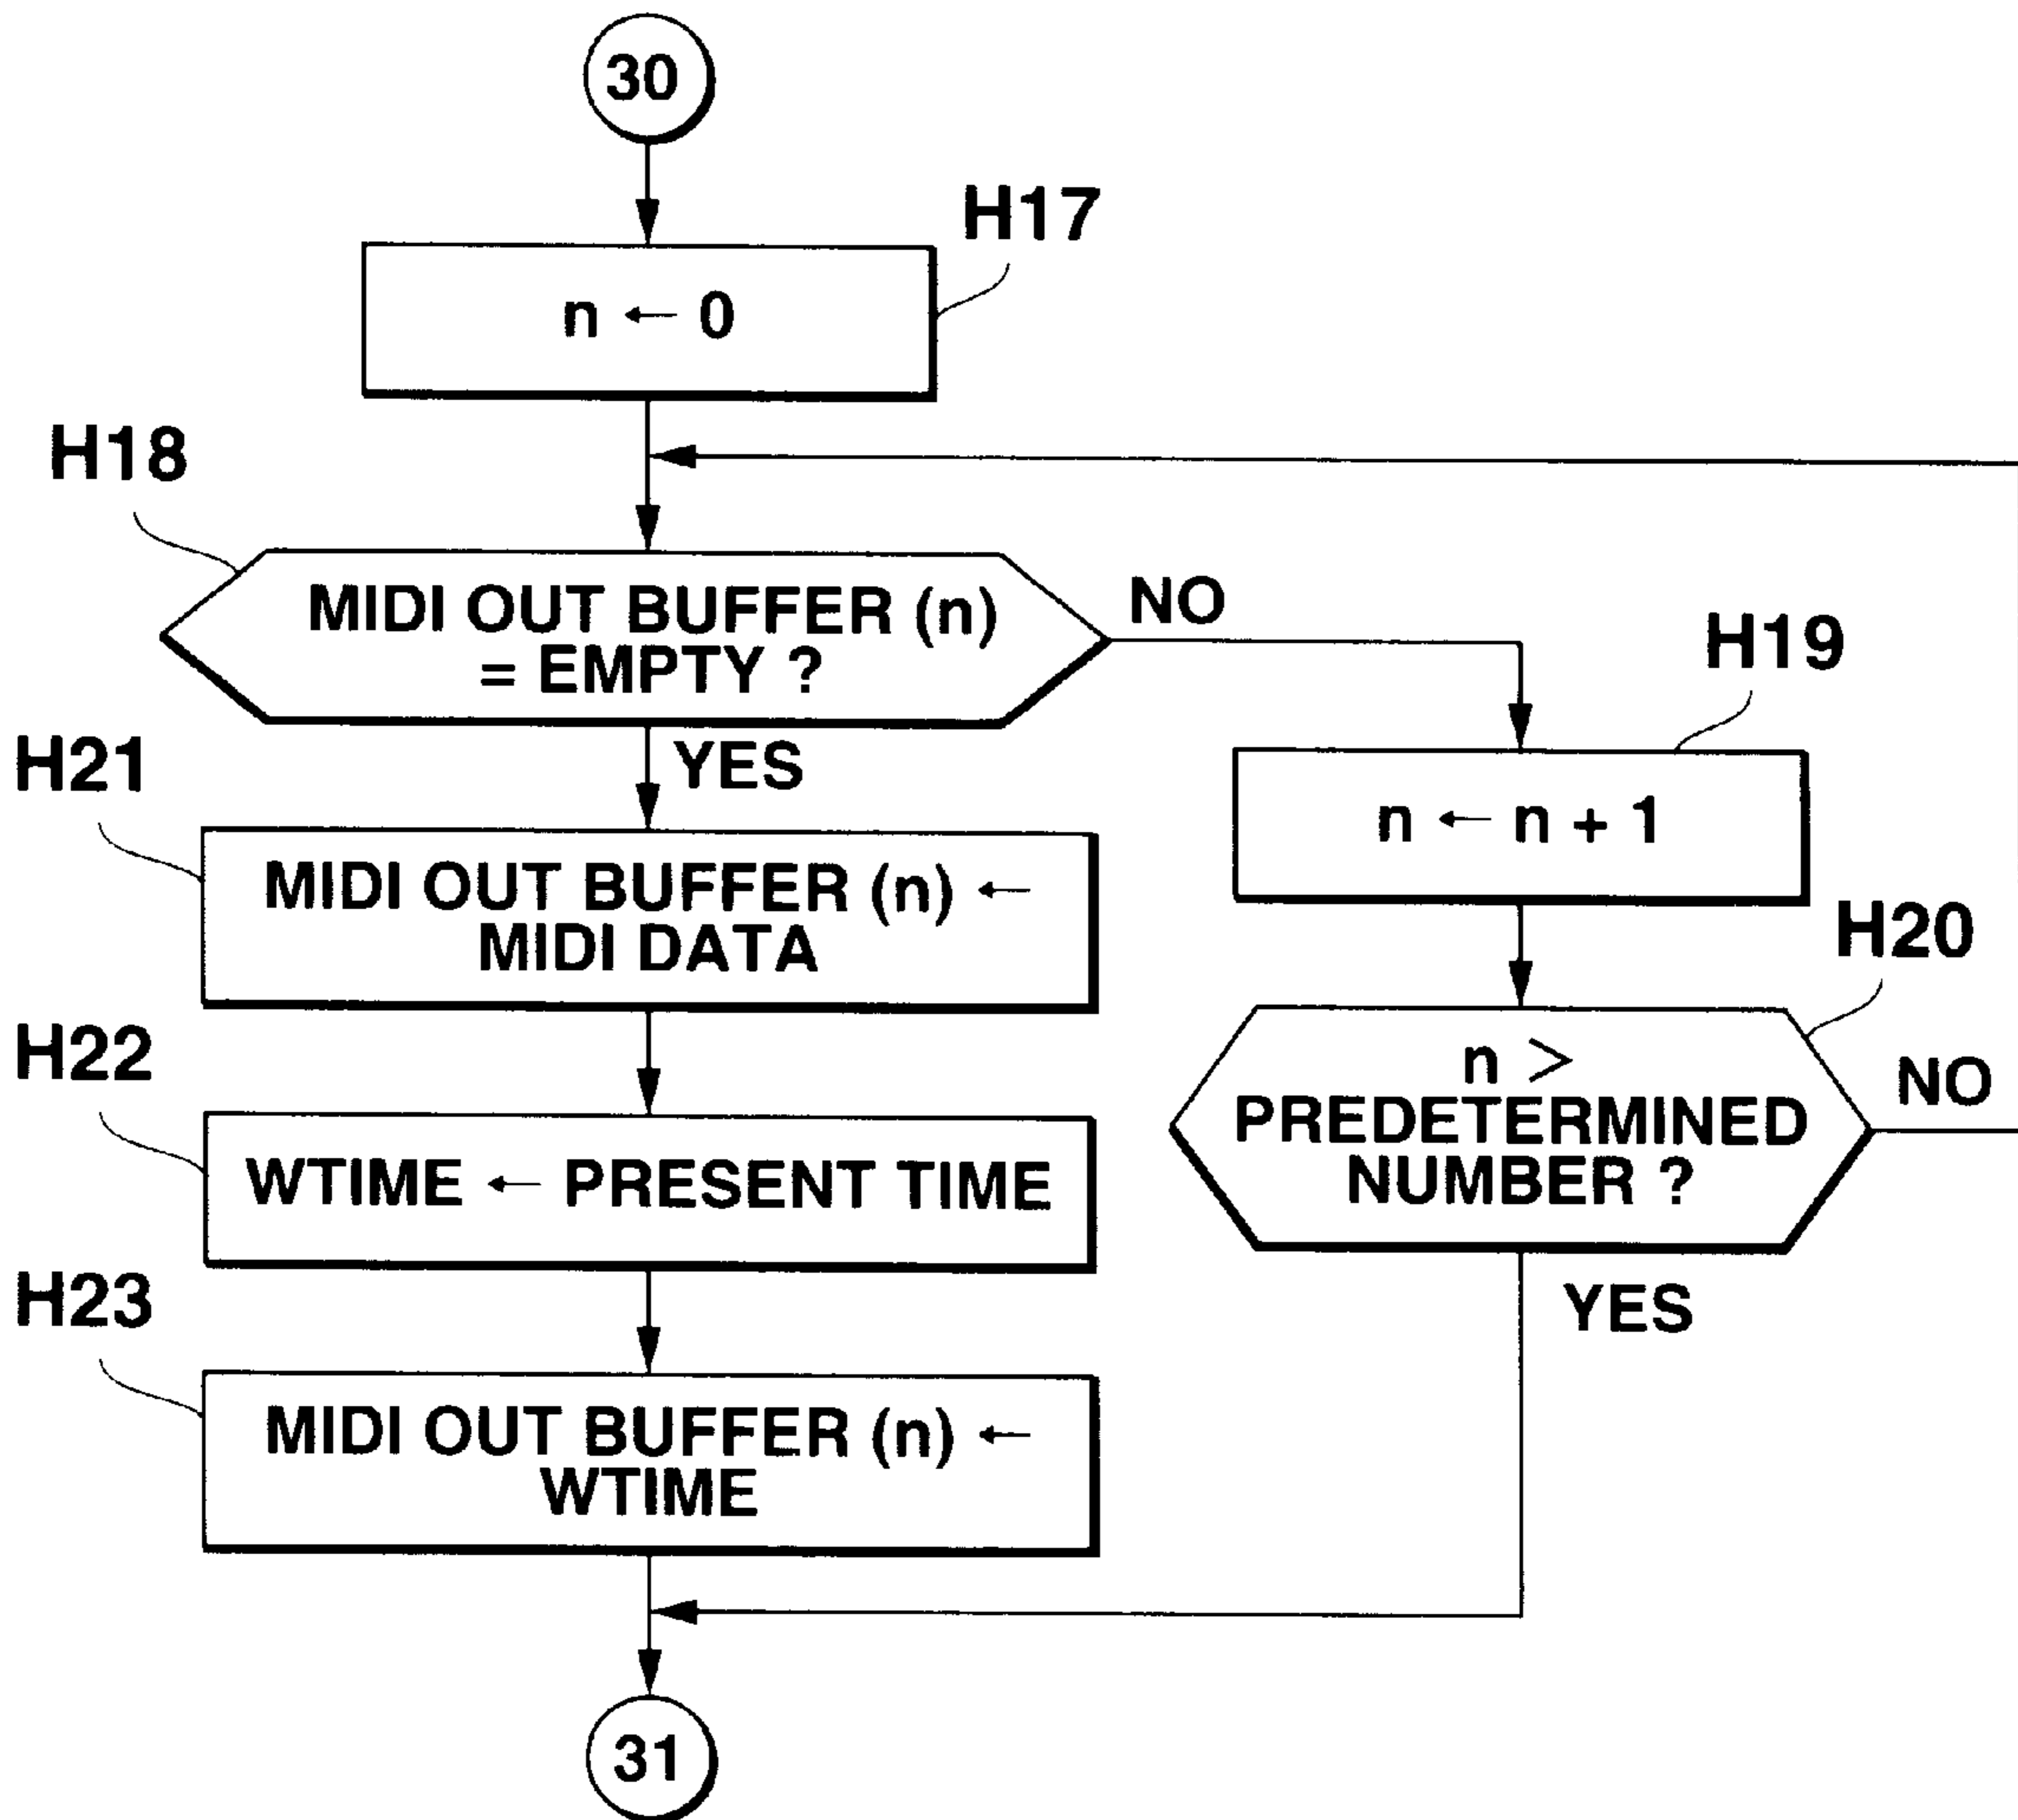 30
H17
n ← 0
H18
MIDI OUT BUFFER (n)
= EMPTY ?
NO
H19
YES
H21
n ← n + 1
MIDI OUT BUFFER (n) ←
MIDI DATA
H20
H22
n >
PREDETERMINED
NUMBER ?
NO
WTIME ← PRESENT TIME
H23
YES
MIDI OUT BUFFER (n) ←
WTIME
31